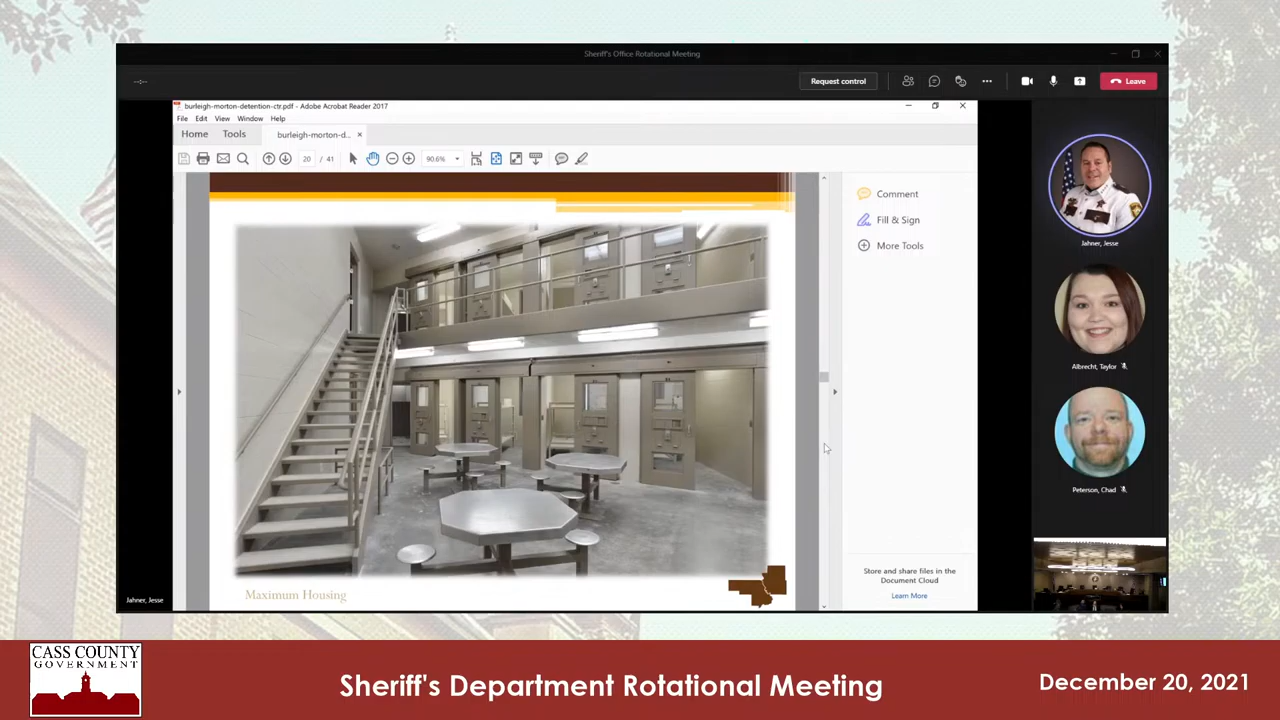 Sheriff's Office Rotational Meeting
--:--
Request control
Leave
burleigh-morton-detention-ctr.pdf - Adobe Acrobat Reader 2017
File Edit View Window Help
Home Tools burleigh-morton-d...
20 / 41 90.6%
Comment
Fill & Sign
More Tools
Jahner, Jesse
Albrecht, Taylor
Peterson, Chad
Store and share files in the
Document Cloud
Learn More
Maximum Housing
Jahner, Jesse
CASS COUNTY
GOVERNMENT
Sheriff's Department Rotational Meeting
December 20, 2021